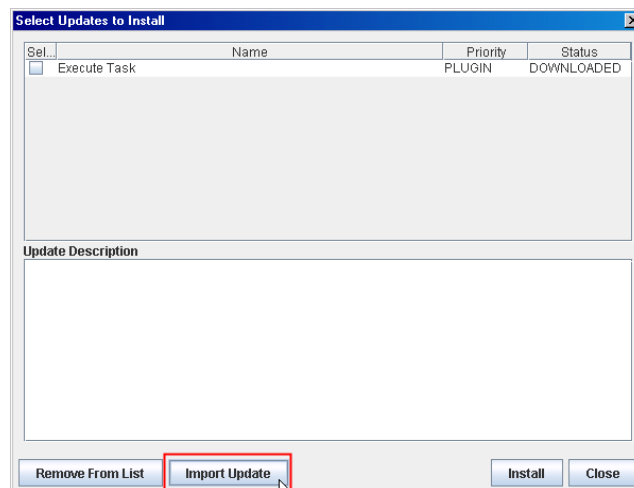 Select Updates to Install
Sel... Name Priority Status
Execute Task PLUGIN DOWNLOADED
Update Description
Remove From List Import Update Install Close